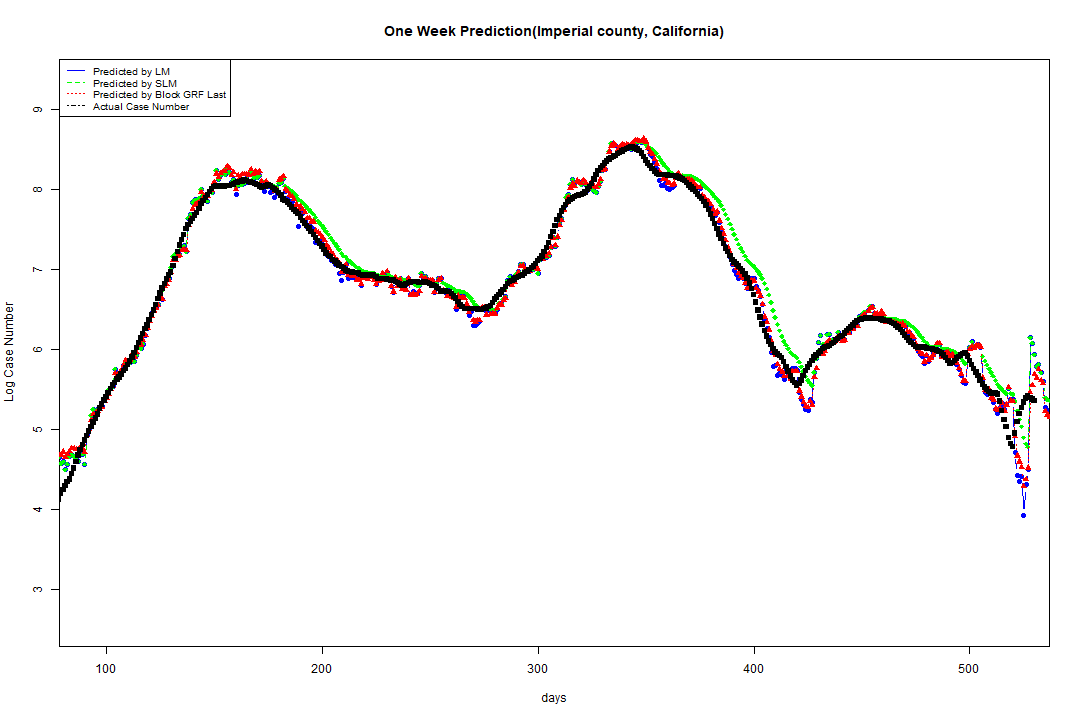 One Week Prediction(Imperial county, California)
Predicted by LM
Predicted by SLM
Predicted by Block GRF Last
Actual Case Number
9
8
7
6
5
4
3
Log Case Number
100 200 300 400 500
days